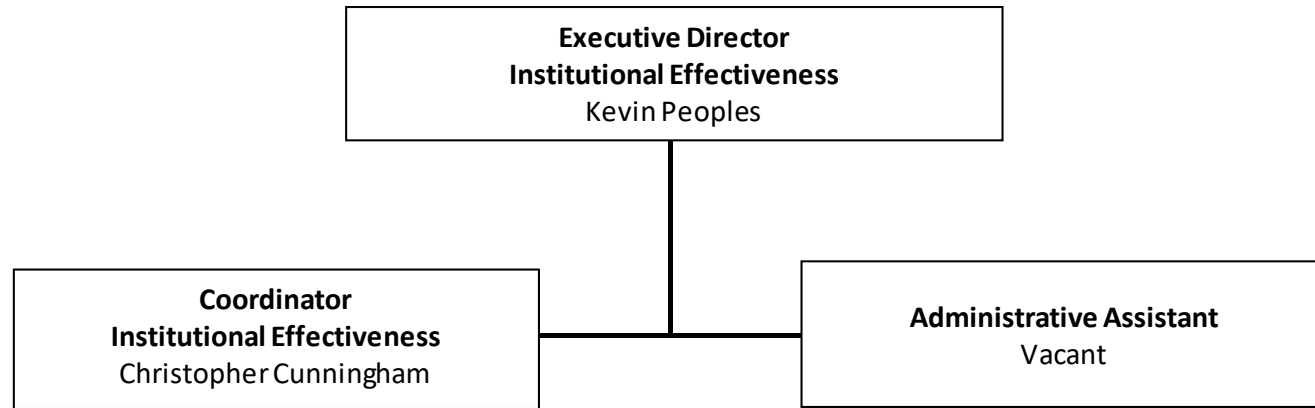 Executive Director
Institutional Effectiveness
Kevin Peoples
Coordinator
Institutional Effectiveness
Christopher Cunningham
Administrative Assistant
Vacant